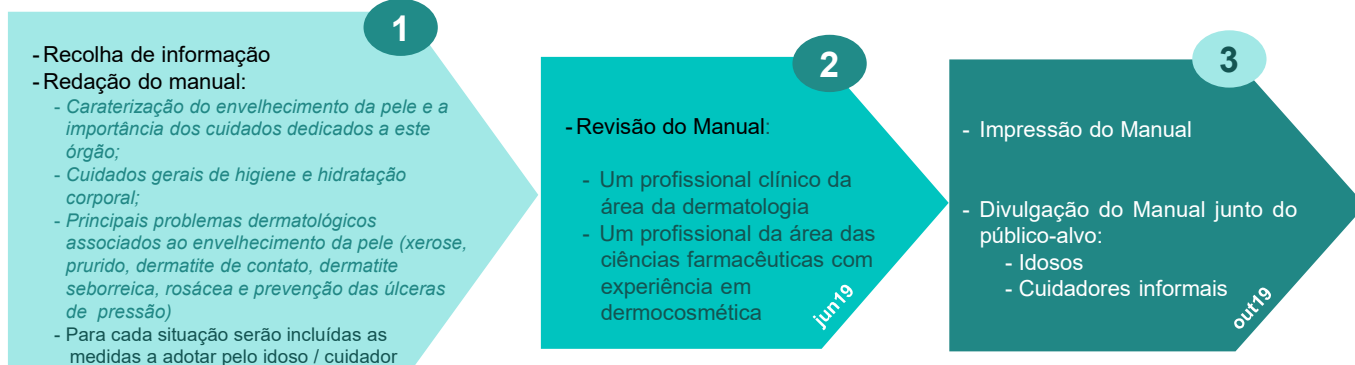 1
- Recolha de informação
- Redação do manual:
- Caraterização do envelhecimento da pele e a
importância dos cuidados dedicados a este
órgão;
- Cuidados gerais de higiene e hidratação
corporal;
- Principais problemas dermatológicos
associados ao envelhecimento da pele (xerose,
prurido, dermatite de contato, dermatite
seborreica, rosácea e prevenção das úlceras
de pressão)
- Para cada situação serão incluídas as
medidas a adotar pelo idoso / cuidador
2
- Revisão do Manual:
- Um profissional clínico da
área da dermatologia
- Um profissional da área das
ciências farmacêuticas com
experiência em
dermocosmética
jun19
3
- Impressão do Manual
- Divulgação do Manual junto do
público-alvo:
- Idosos
- Cuidadores informais
out19